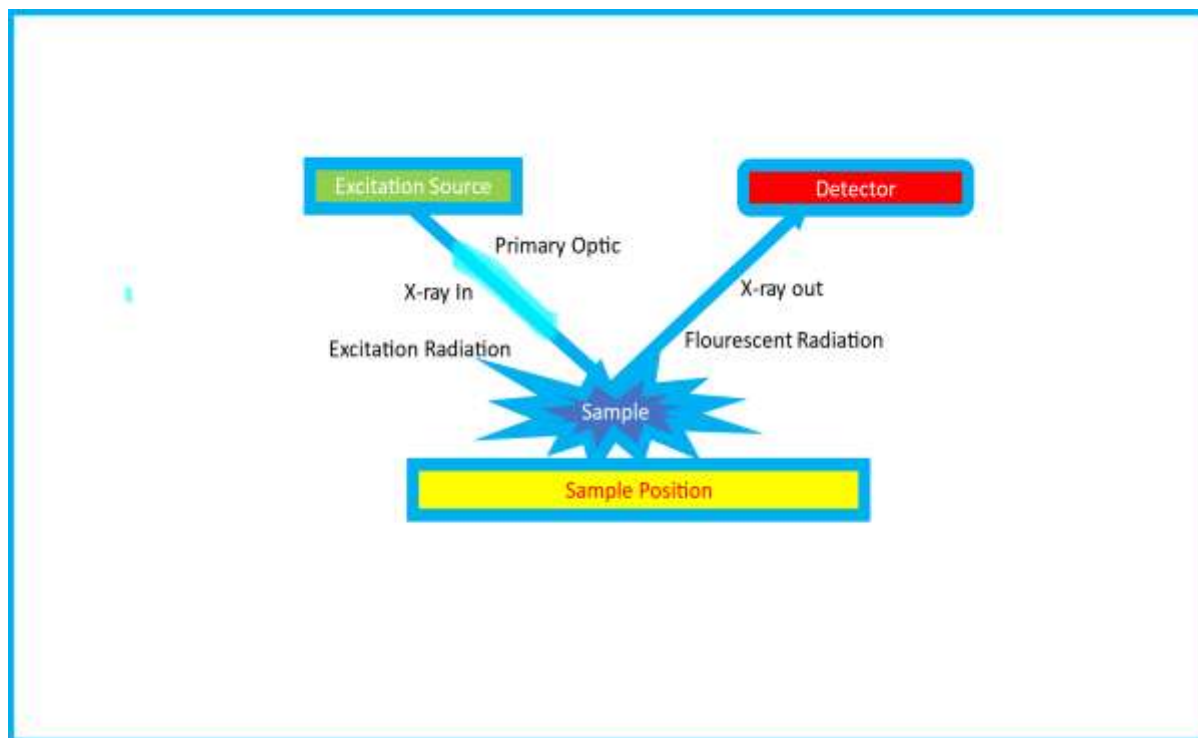 Excitation Source
Detector
Primary Optic
X-ray In
X-ray out
Excitation Radiation
Flourescent Radiation
Sample
Sample Position